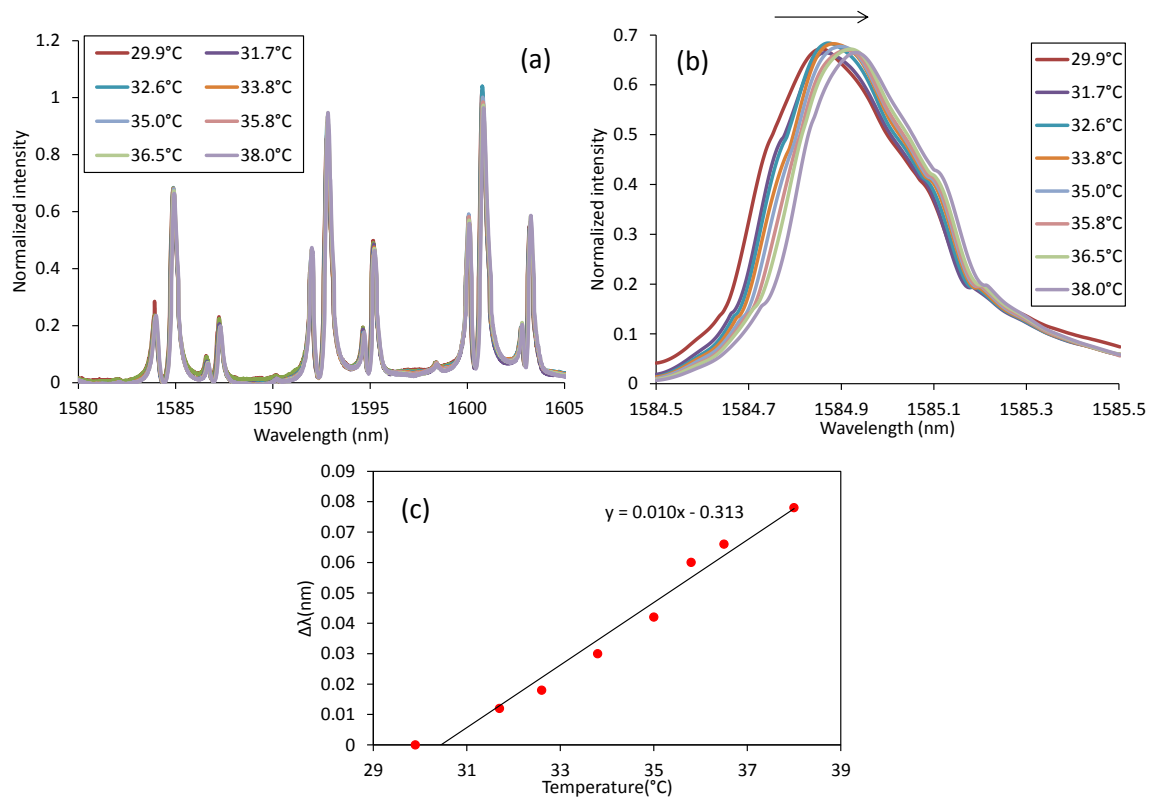 (a)
29.9°C 31.7°C
32.6°C 33.8°C
35.0°C 35.8°C
36.5°C 38.0°C
Normalized intensity
1.2
1
0.8
0.6
0.4
0.2
0
1580 1585 1590 1595 1600 1605
Wavelength (nm)
(b)
29.9°C
31.7°C
32.6°C
33.8°C
35.0°C
35.8°C
36.5°C
38.0°C
Normalized intensity
0.7
0.6
0.5
0.4
0.3
0.2
0.1
0
1584.5 1584.7 1584.9 1585.1 1585.3 1585.5
Wavelength (nm)
(c)
y = 0.010x - 0.313
Δλ(nm)
0.09
0.08
0.07
0.06
0.05
0.04
0.03
0.02
0.01
0
29 31 33 35 37 39
Temperature(°C)